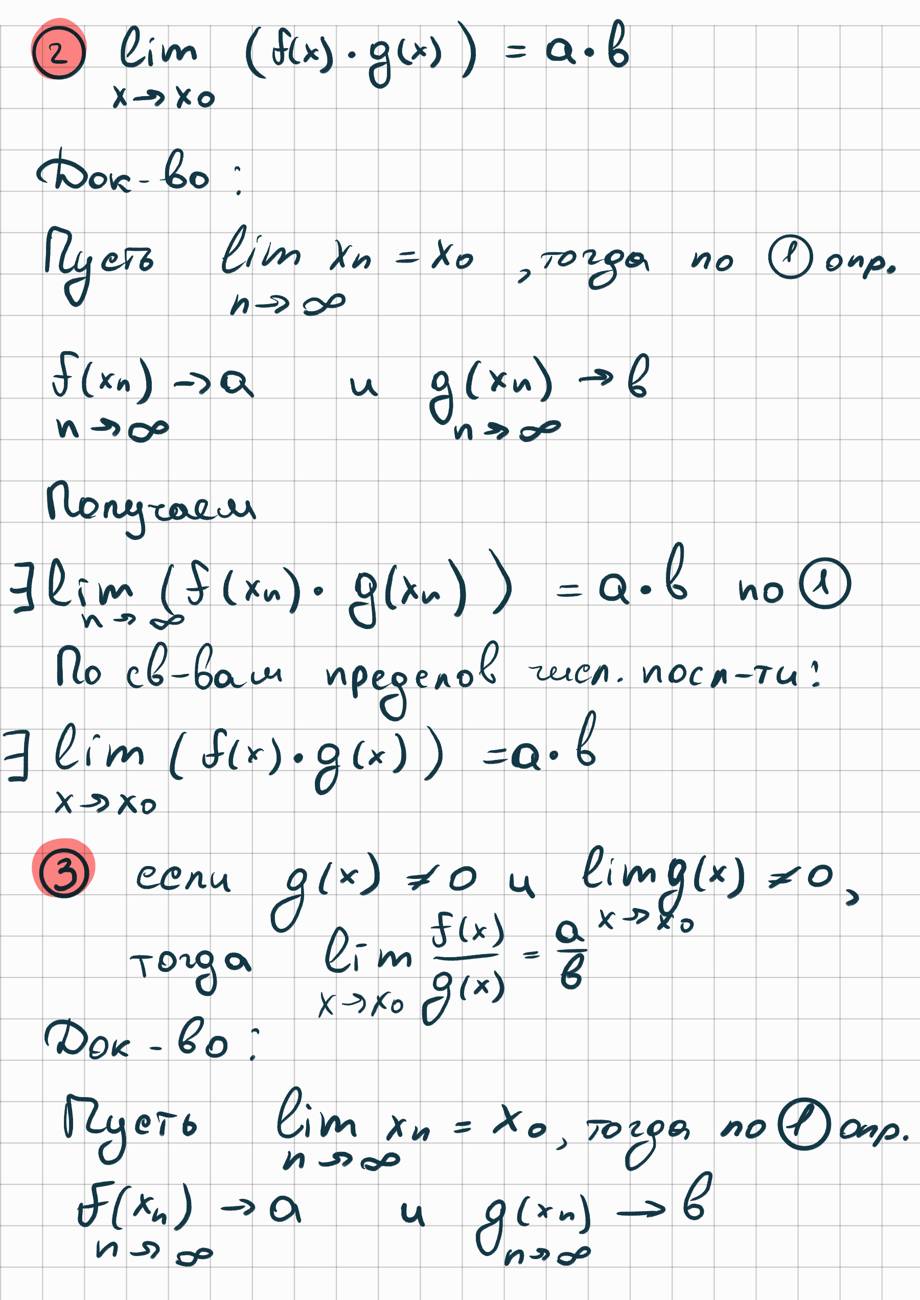 ② lim (f(x) · g(x)) = a · b
x → x₀
Док-во:
Пусть lim xₙ = x₀, тогда по ① опр.
n → ∞
f(xₙ) → a и g(xₙ) → b
n → ∞ n → ∞
Получаем
∃ lim (f(xₙ) · g(xₙ)) = a · b по ①
n → ∞
По св-вам пределов числ. посл-ти:
∃ lim (f(x) · g(x)) = a · b
x → x₀
③ если g(x) ≠ 0 и lim g(x) ≠ 0,
x → x₀
тогда lim f(x)/g(x) = a/b
x → x₀
Док-во:
Пусть lim xₙ = x₀, тогда по ① опр.
n → ∞
f(xₙ) → a и g(xₙ) → b
n → ∞ n → ∞